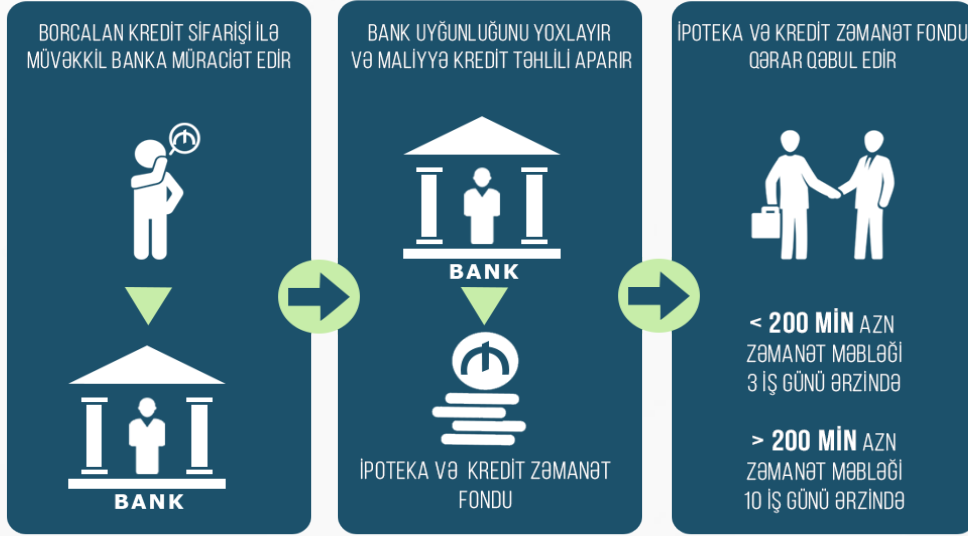 BORCALAN KREDİT SİFARİŞİ İLƏ
MÜVƏKKİL BANKA MÜRACİƏT EDİR
BANK
BANK UYĞUNLUĞUNU YOXLAYIR
VƏ MALİYYƏ KREDİT TƏHLİLİ APARIR
BANK
İPOTEKA VƏ KREDİT ZƏMANƏT
FONDU
İPOTEKA VƏ KREDİT ZƏMANƏT FONDU
QƏRAR QƏBUL EDİR
< 200 MİN AZN
ZƏMANƏT MƏBLƏĞİ
3 İŞ GÜNÜ ƏRZİNDƏ
> 200 MİN AZN
ZƏMANƏT MƏBLƏĞİ
10 İŞ GÜNÜ ƏRZİNDƏ